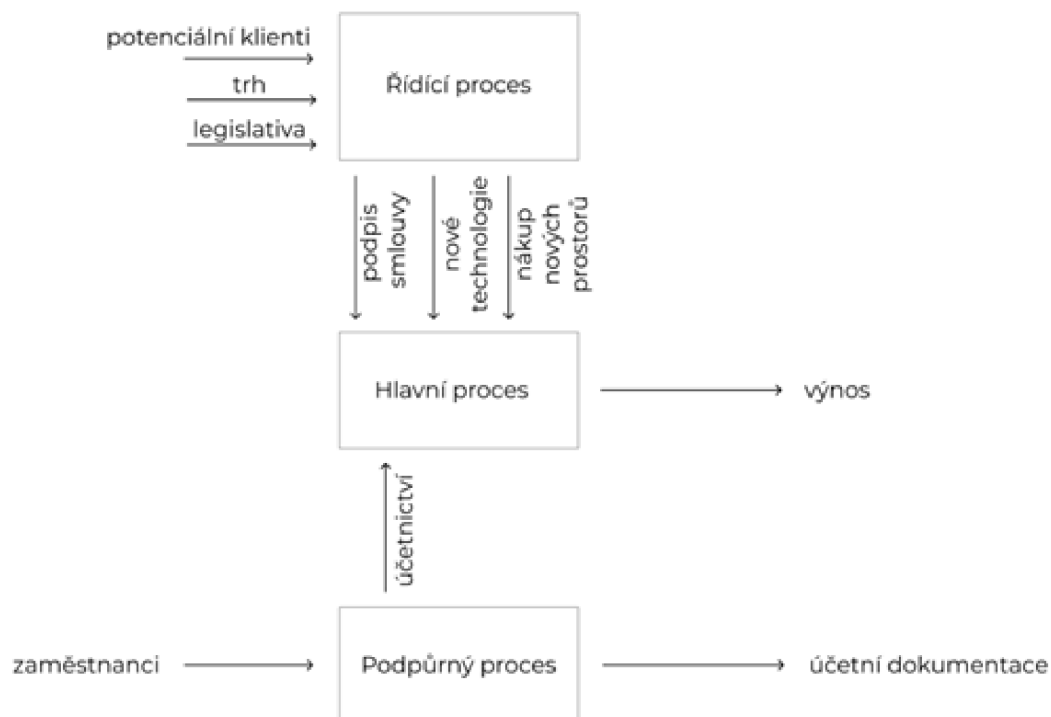 potenciální klienti
trh
legislativa
Řídící proces
podpis
smlouvy
nové
technologie
nákup
nových
prostorů
Hlavní proces
výnos
účetnictví
zaměstnanci
Podpůrný proces
účetní dokumentace